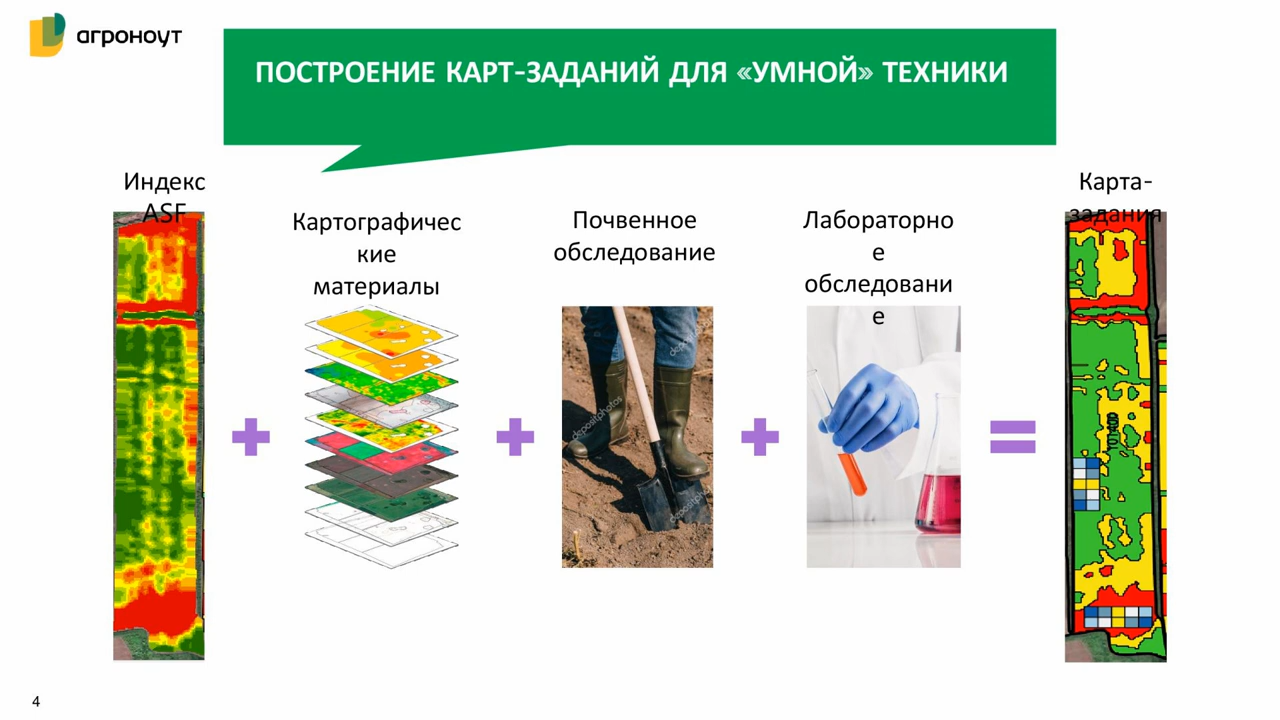 агроноут
ПОСТРОЕНИЕ КАРТ-ЗАДАНИЙ ДЛЯ «УМНОЙ» ТЕХНИКИ
Индекс
ASF
Картографичес
кие
материалы
Почвенное
обследование
Лабораторно
е
обследовани
е
Карта-
задания
depositphotos
4